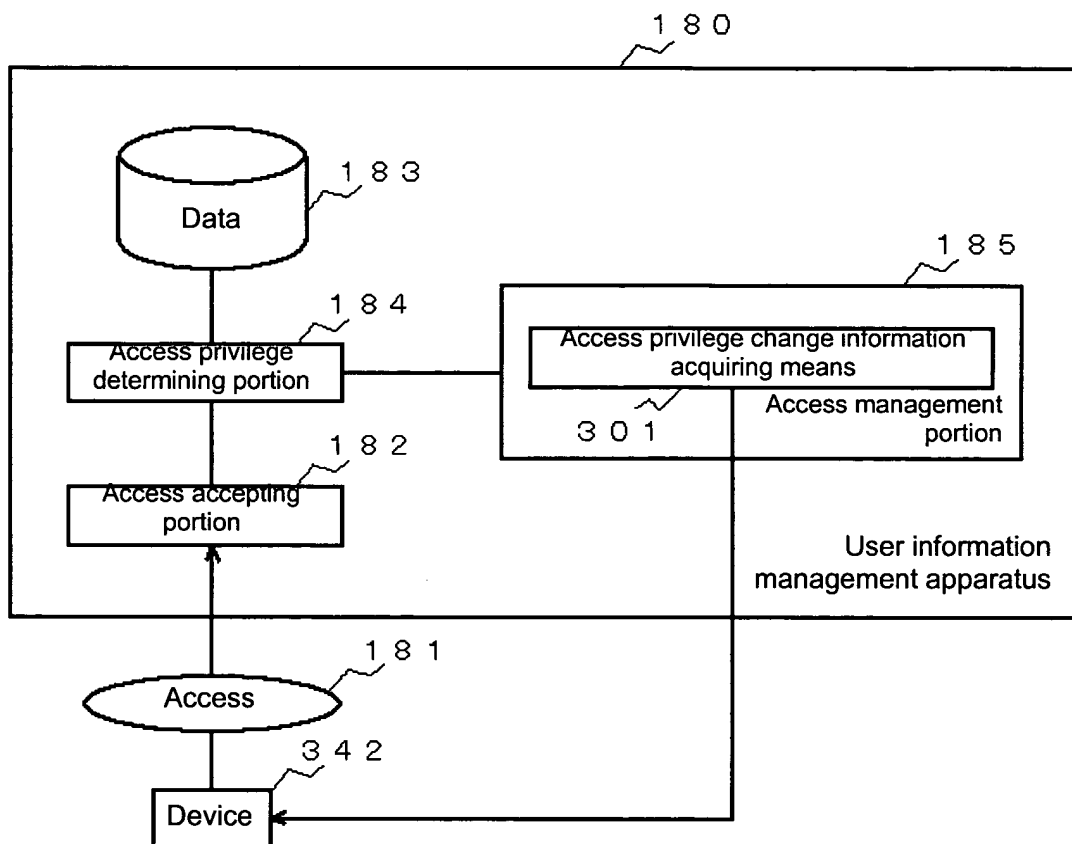 180
183
Data
185
184
Access privilege
determining portion
Access privilege change information
acquiring means
301
Access management
portion
182
Access accepting
portion
User information
management apparatus
181
Access
342
Device